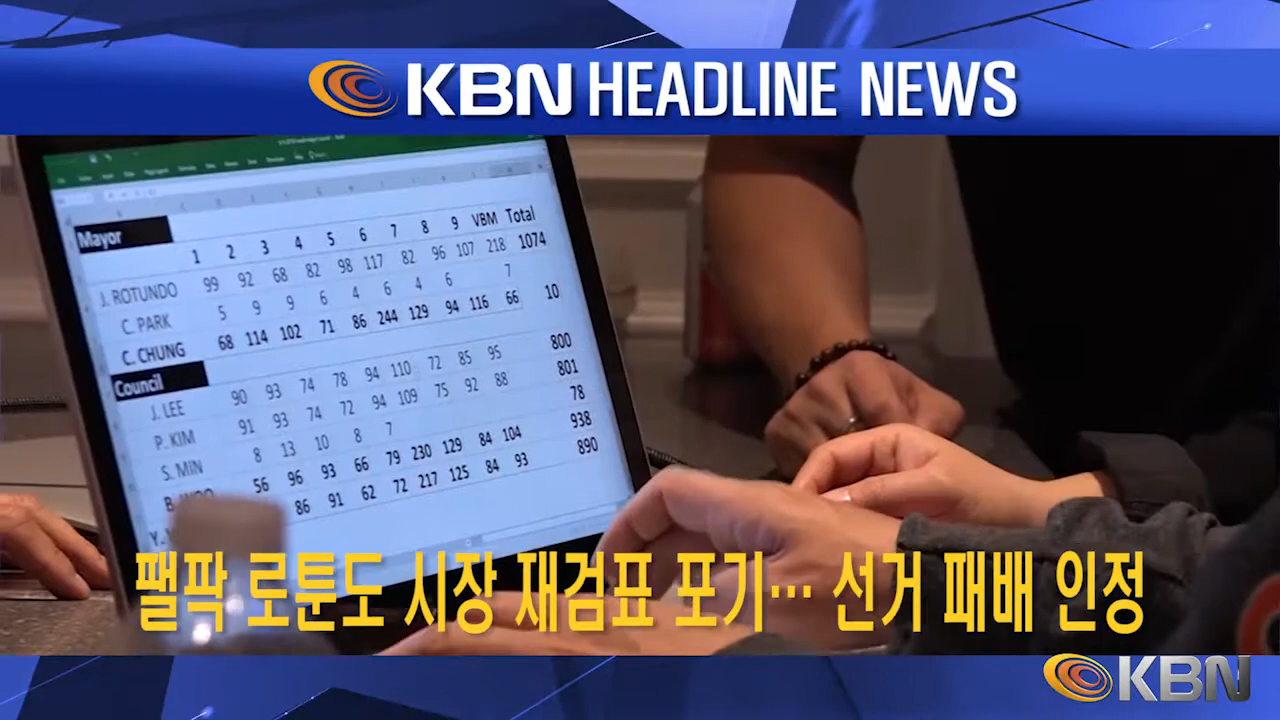 KBN HEADLINE NEWS
Mayor
1 2 3 4 5 6 7 8 9 VBM Total
J. ROTUNDO 99 92 68 82 98 117 82 96 107 218 1074
C. PARK 5 9 9 6 4 6 4 6 7
C. CHUNG 68 114 102 71 86 244 129 94 116 66 10
Council
J. LEE 90 93 74 78 94 110 72 85 95 800
P. KIM 91 93 74 72 94 109 75 92 88 801
S. MIN 8 13 10 8 7 78
B. 56 96 93 66 79 230 129 84 104 938
Y. 86 91 62 72 217 125 84 93 890
팰팍 로툰도 시장 재검표 포기… 선거 패배 인정
KBN